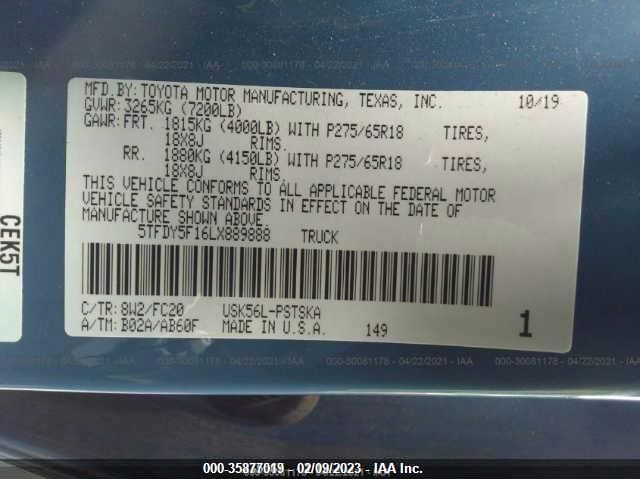 MFD.BY: TOYOTA MOTOR MANUFACTURING, TEXAS, INC. 10/19
GVWR: 3265KG (7200LB)
GAWR: FRT. 1815KG (4000LB) WITH P275/65R18 TIRES,
18X8J RIMS.
RR. 1880KG (4150LB) WITH P275/65R18 TIRES,
18X8J RIMS.
THIS VEHICLE CONFORMS TO ALL APPLICABLE FEDERAL MOTOR
VEHICLE SAFETY STANDARDS IN EFFECT ON THE DATE OF
MANUFACTURE SHOWN ABOVE.
5TFDY5F16LX889888 TRUCK
C/TR: 8W2/FC20 USK56L-PSTSKA
A/TM: B02A/AB60F MADE IN U.S.A. 149 1
CEK5T
000-35877019 - 02/09/2023 - IAA Inc.